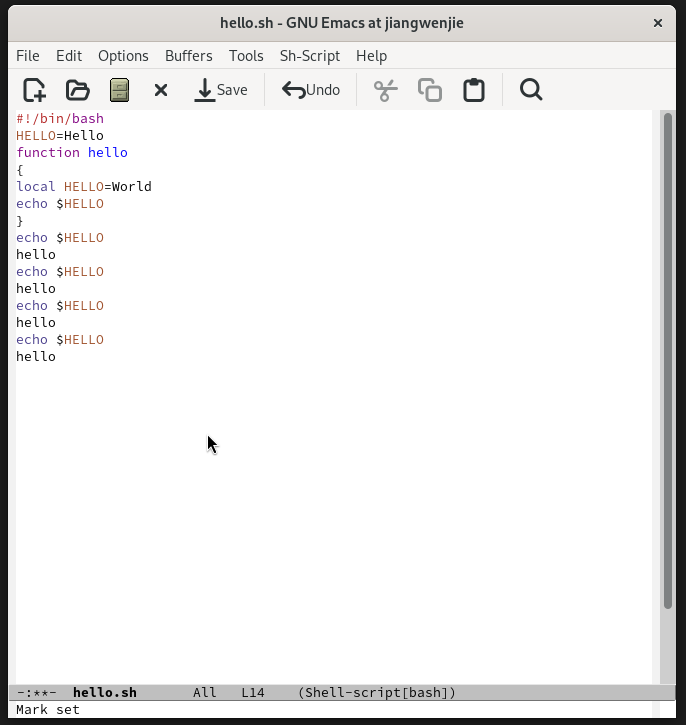 hello.sh - GNU Emacs at jiangwenjie
File Edit Options Buffers Tools Sh-Script Help
Save Undo
#!/bin/bash
HELLO=Hello
function hello
{
local HELLO=World
echo $HELLO
}
echo $HELLO
hello
echo $HELLO
hello
echo $HELLO
hello
echo $HELLO
hello
-:**- hello.sh All L14 (Shell-script[bash])
Mark set